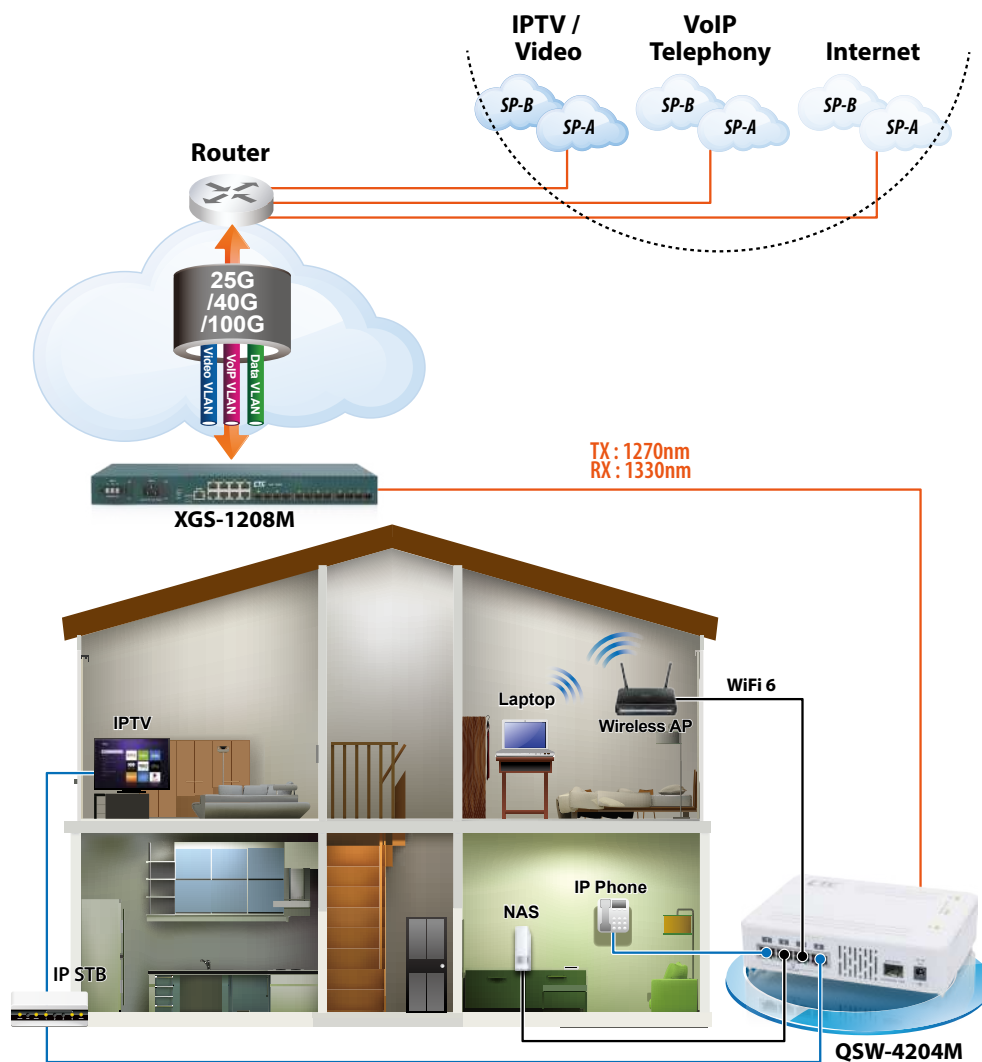 IPTV /
Video
VoIP
Telephony
Internet
SP-B
SP-A
SP-B
SP-A
SP-B
SP-A
Router
25G
/40G
/100G
Video VLAN
VoIP VLAN
Data VLAN
TX : 1270nm
RX : 1330nm
CTC
XGS-1208M
WiFi 6
Laptop
Wireless AP
IPTV
IP Phone
NAS
CTC
IP STB
QSW-4204M